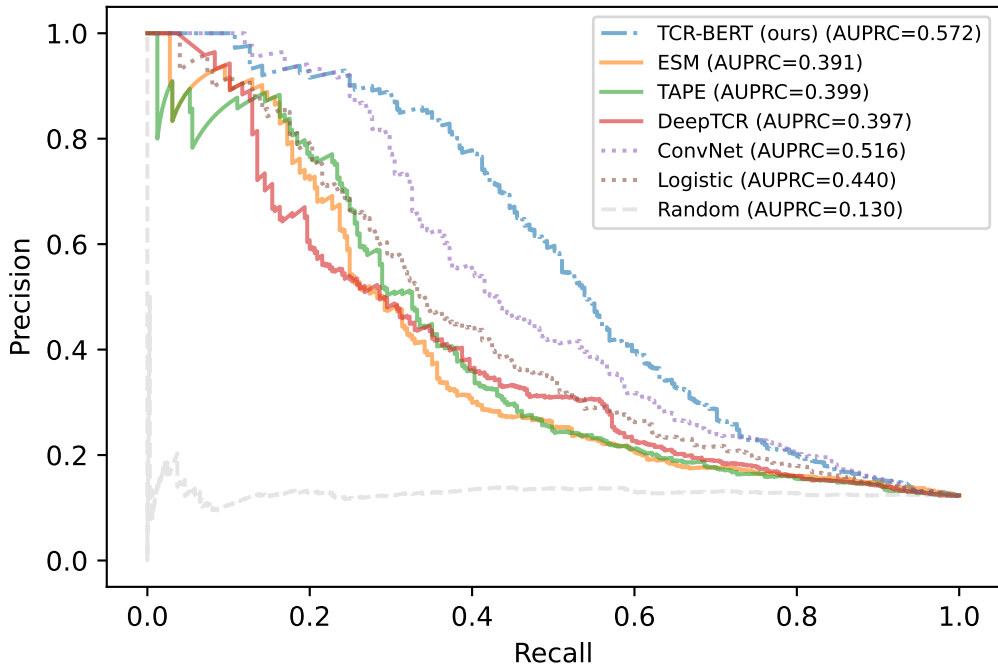 TCR-BERT (ours) (AUPRC=0.572)
ESM (AUPRC=0.391)
TAPE (AUPRC=0.399)
DeepTCR (AUPRC=0.397)
ConvNet (AUPRC=0.516)
Logistic (AUPRC=0.440)
Random (AUPRC=0.130)
Precision
1.0
0.8
0.6
0.4
0.2
0.0
0.0 0.2 0.4 0.6 0.8 1.0
Recall